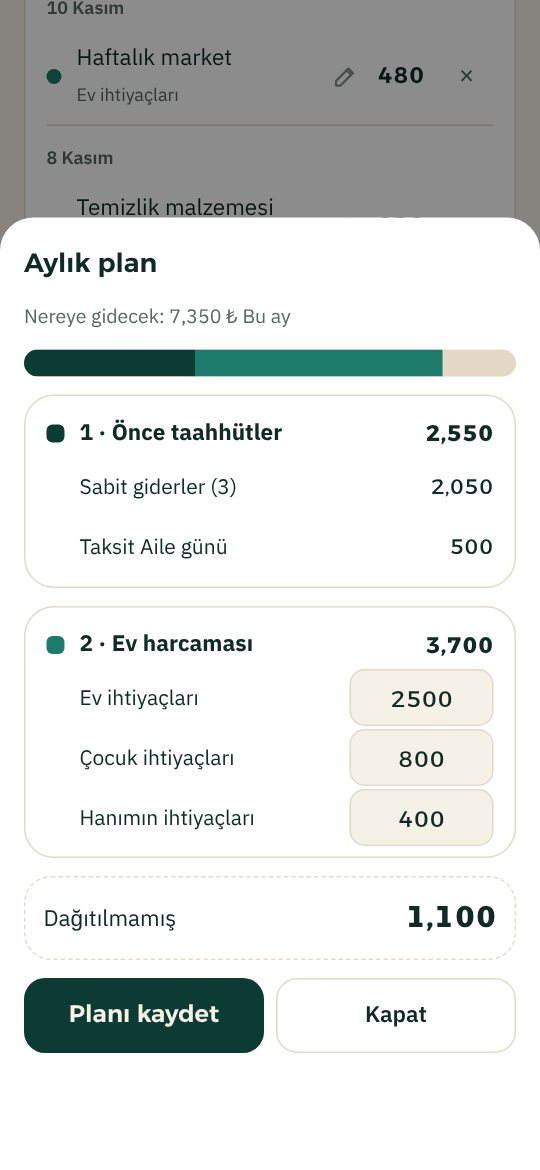 10 Kasım
Haftalık market
480 ×
Ev ihtiyaçları
8 Kasım
Temizlik malzemesi
Aylık plan
Nereye gidecek: 7,350 ₺ Bu ay
1 · Önce taahhütler 2,550
Sabit giderler (3) 2,050
Taksit Aile günü 500
2 · Ev harcaması 3,700
Ev ihtiyaçları 2500
Çocuk ihtiyaçları 800
Hanımın ihtiyaçları 400
Dağıtılmamış 1,100
Planı kaydet Kapat